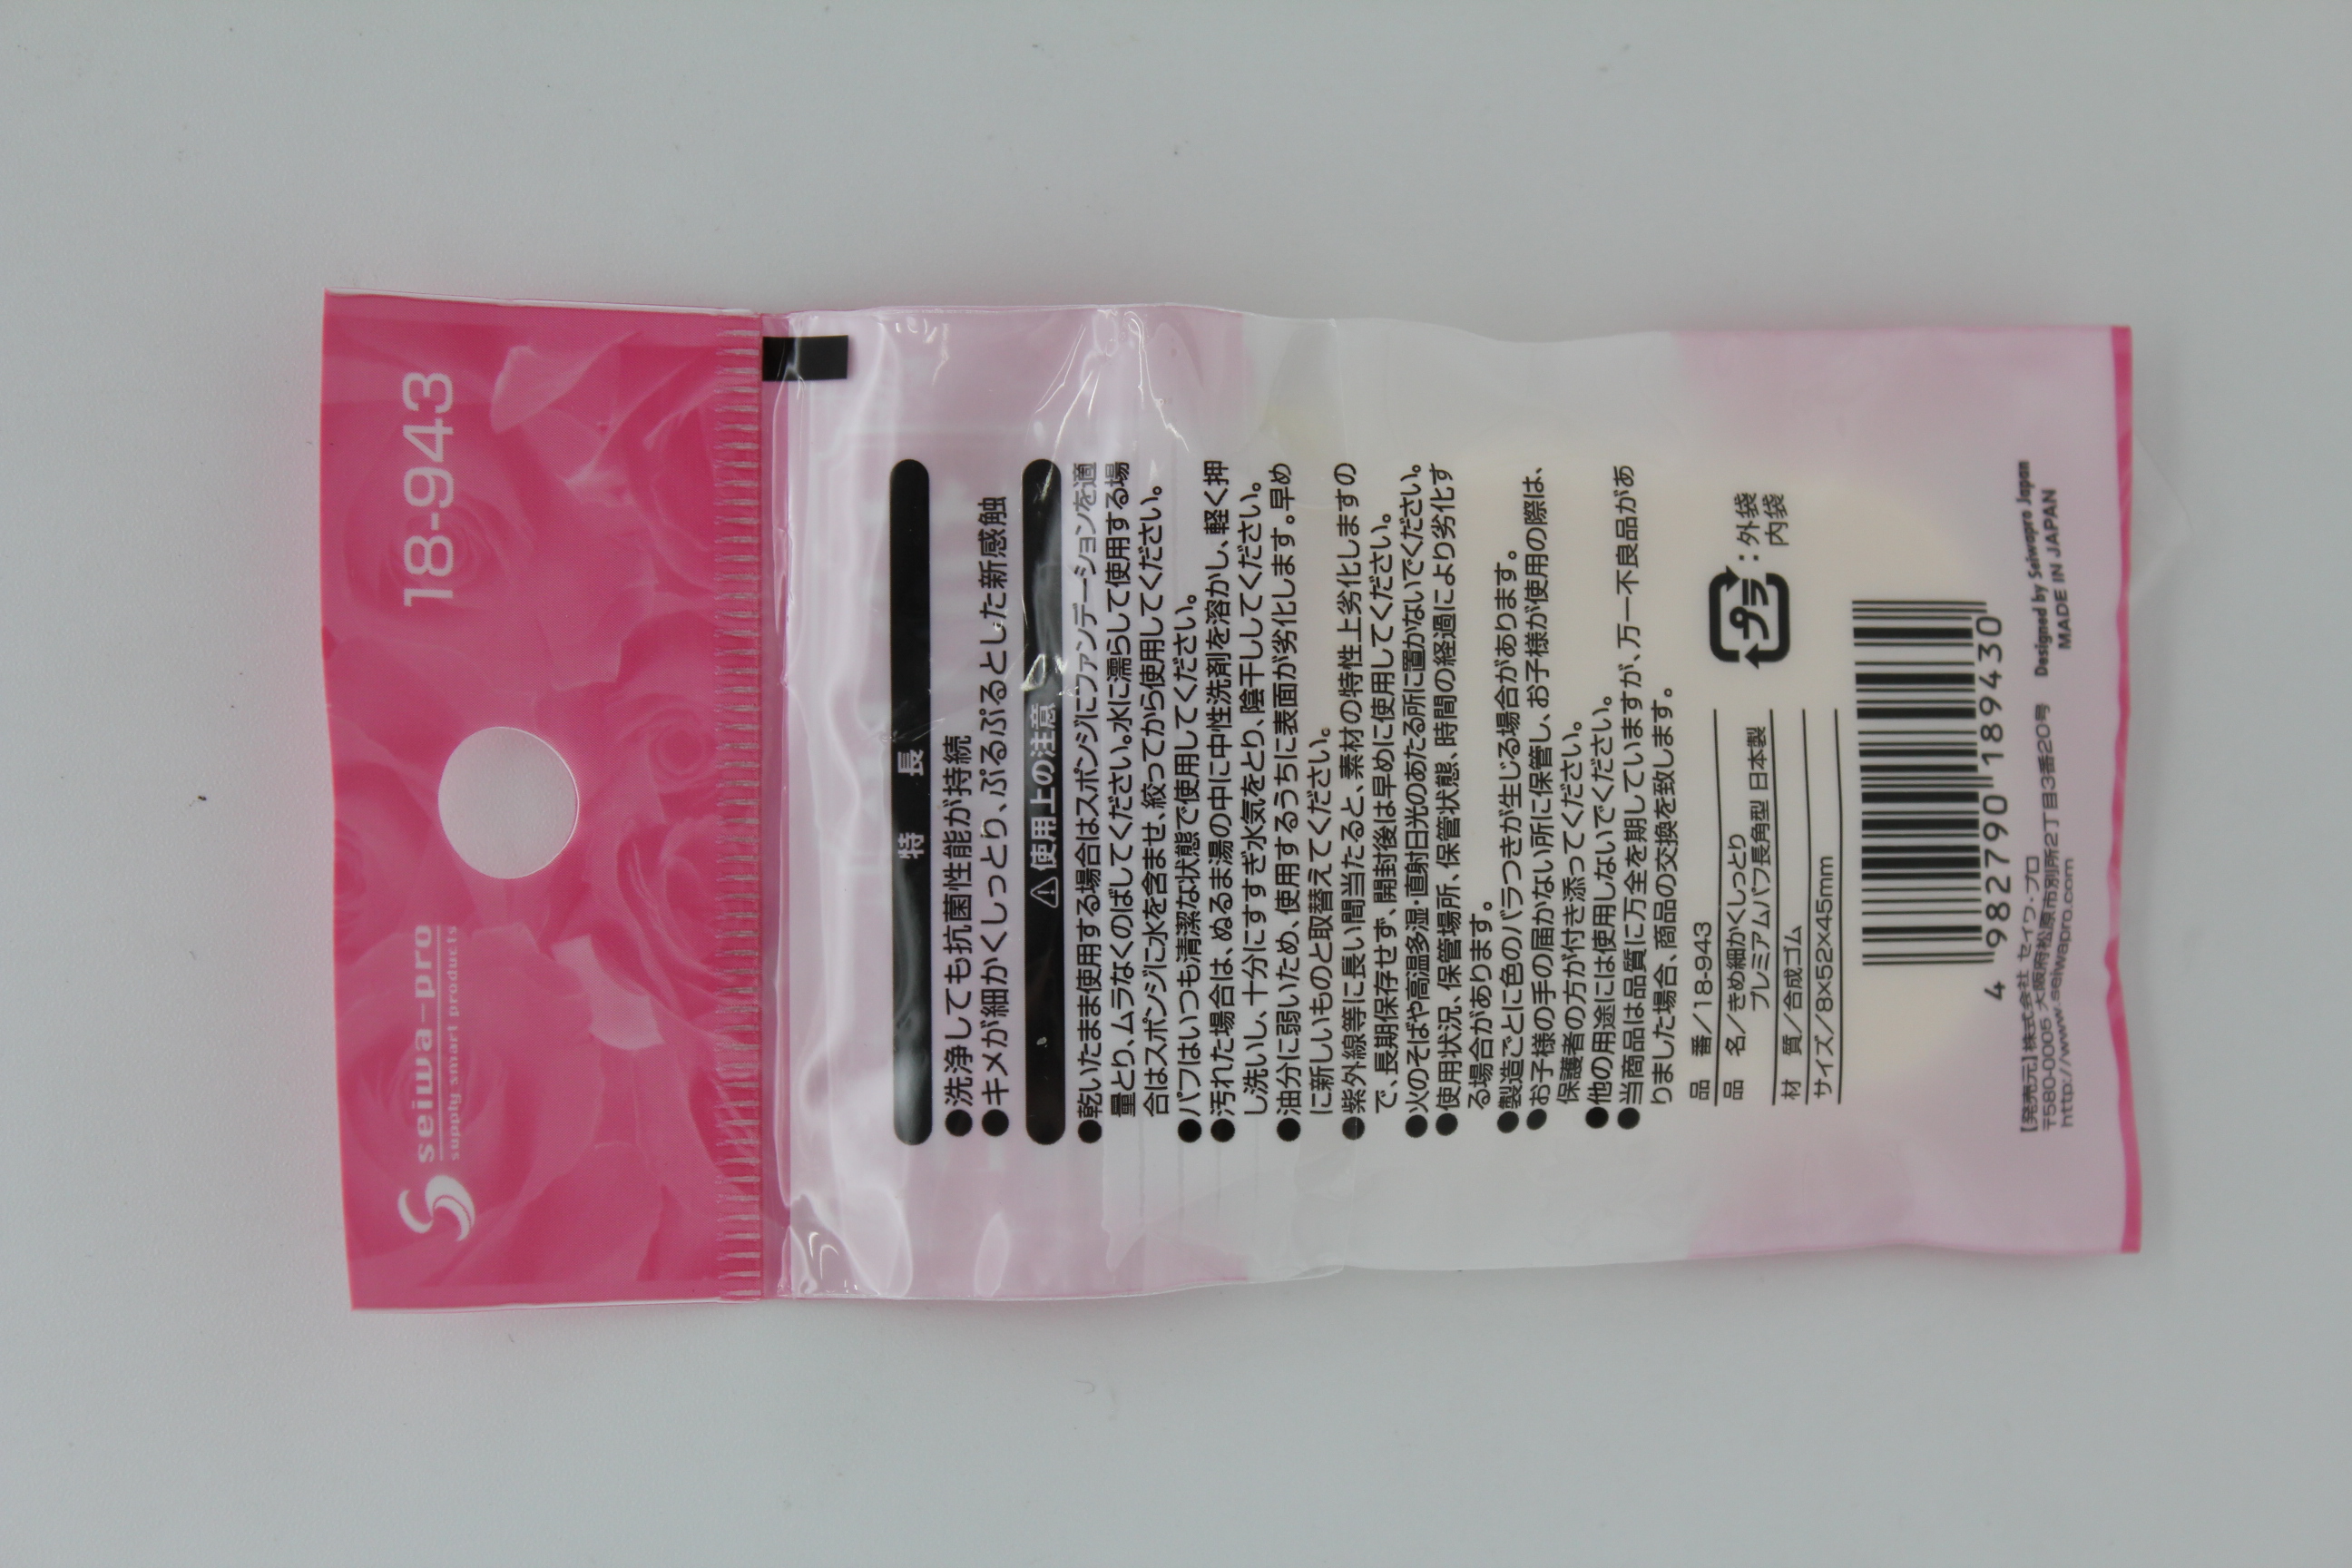 seiwa-pro
supply smart products
18-943
特 長
●洗浄しても抗菌性能が持続
●キメが細かくしっとり、ぷるぷるとした新感触
⚠使用上の注意
●乾いたまま使用する場合はスポンジにファンデーションを適
量とり、ムラなくのばしてください。水に濡らして使用する場
合はスポンジに水を含ませ、絞ってから使用してください。
●パフはいつも清潔な状態で使用してください。
●汚れた場合は、ぬるま湯の中に中性洗剤を溶かし、軽く押
し洗いし、十分にすすぎ水気をとり、陰干ししてください。
●油分に弱いため、使用するうちに表面が劣化します。早め
に新しいものと取替えてください。
●紫外線等に長い間当たると、素材の特性上劣化しますの
で、長期保存せず、開封後は早めに使用してください。
●火のそばや高温多湿・直射日光のあたる所に置かないでください。
●使用状況、保管場所、保管状態、時間の経過により劣化す
る場合があります。
●製造ごとに色のバラつきが生じる場合があります。
●お子様の手の届かない所に保管し、お子様が使用の際は、
保護者の方が付き添ってください。
●他の用途には使用しないでください。
●当商品は品質に万全を期していますが、万一不良品があ
りました場合、商品の交換を致します。
品 番/18-943
品 名/きめ細かくしっとり
プレミアムパフ長角型 日本製
材 質/合成ゴム
サイズ/8×52×45mm
プラ:外袋
内袋
4 982790 189430
【発売元】株式会社 セイワ・プロ
〒580-0005 大阪府松原市別所2丁目3番20号
http://www.seiwapro.com
Designed by Seiwapro Japan
MADE IN JAPAN